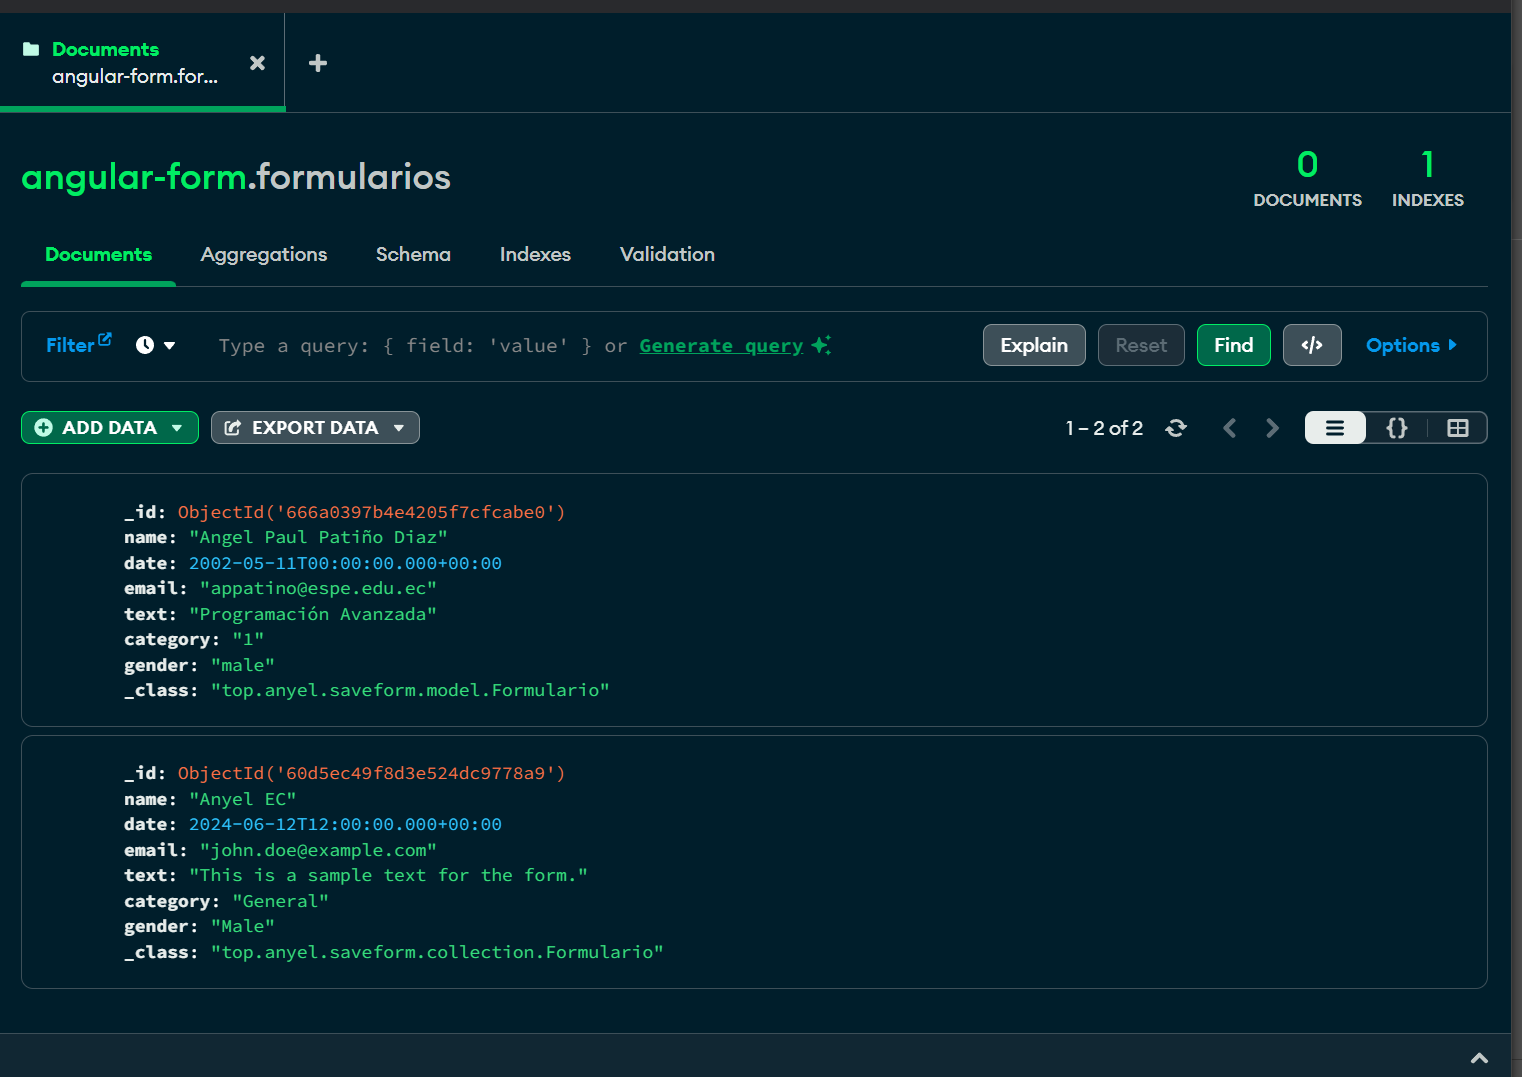 Documents
angular-form.for...
angular-form.formularios
0
DOCUMENTS
1
INDEXES
Documents Aggregations Schema Indexes Validation
Filter Type a query: { field: 'value' } or Generate query Explain Reset Find </> Options
ADD DATA EXPORT DATA 1 – 2 of 2 {}
_id: ObjectId('666a0397b4e4205f7cfcabe0')
name: "Angel Paul Patiño Diaz"
date: 2002-05-11T00:00:00.000+00:00
email: "appatino@espe.edu.ec"
text: "Programación Avanzada"
category: "1"
gender: "male"
_class: "top.anyel.saveform.model.Formulario"
_id: ObjectId('60d5ec49f8d3e524dc9778a9')
name: "Anyel EC"
date: 2024-06-12T12:00:00.000+00:00
email: "john.doe@example.com"
text: "This is a sample text for the form."
category: "General"
gender: "Male"
_class: "top.anyel.saveform.collection.Formulario"